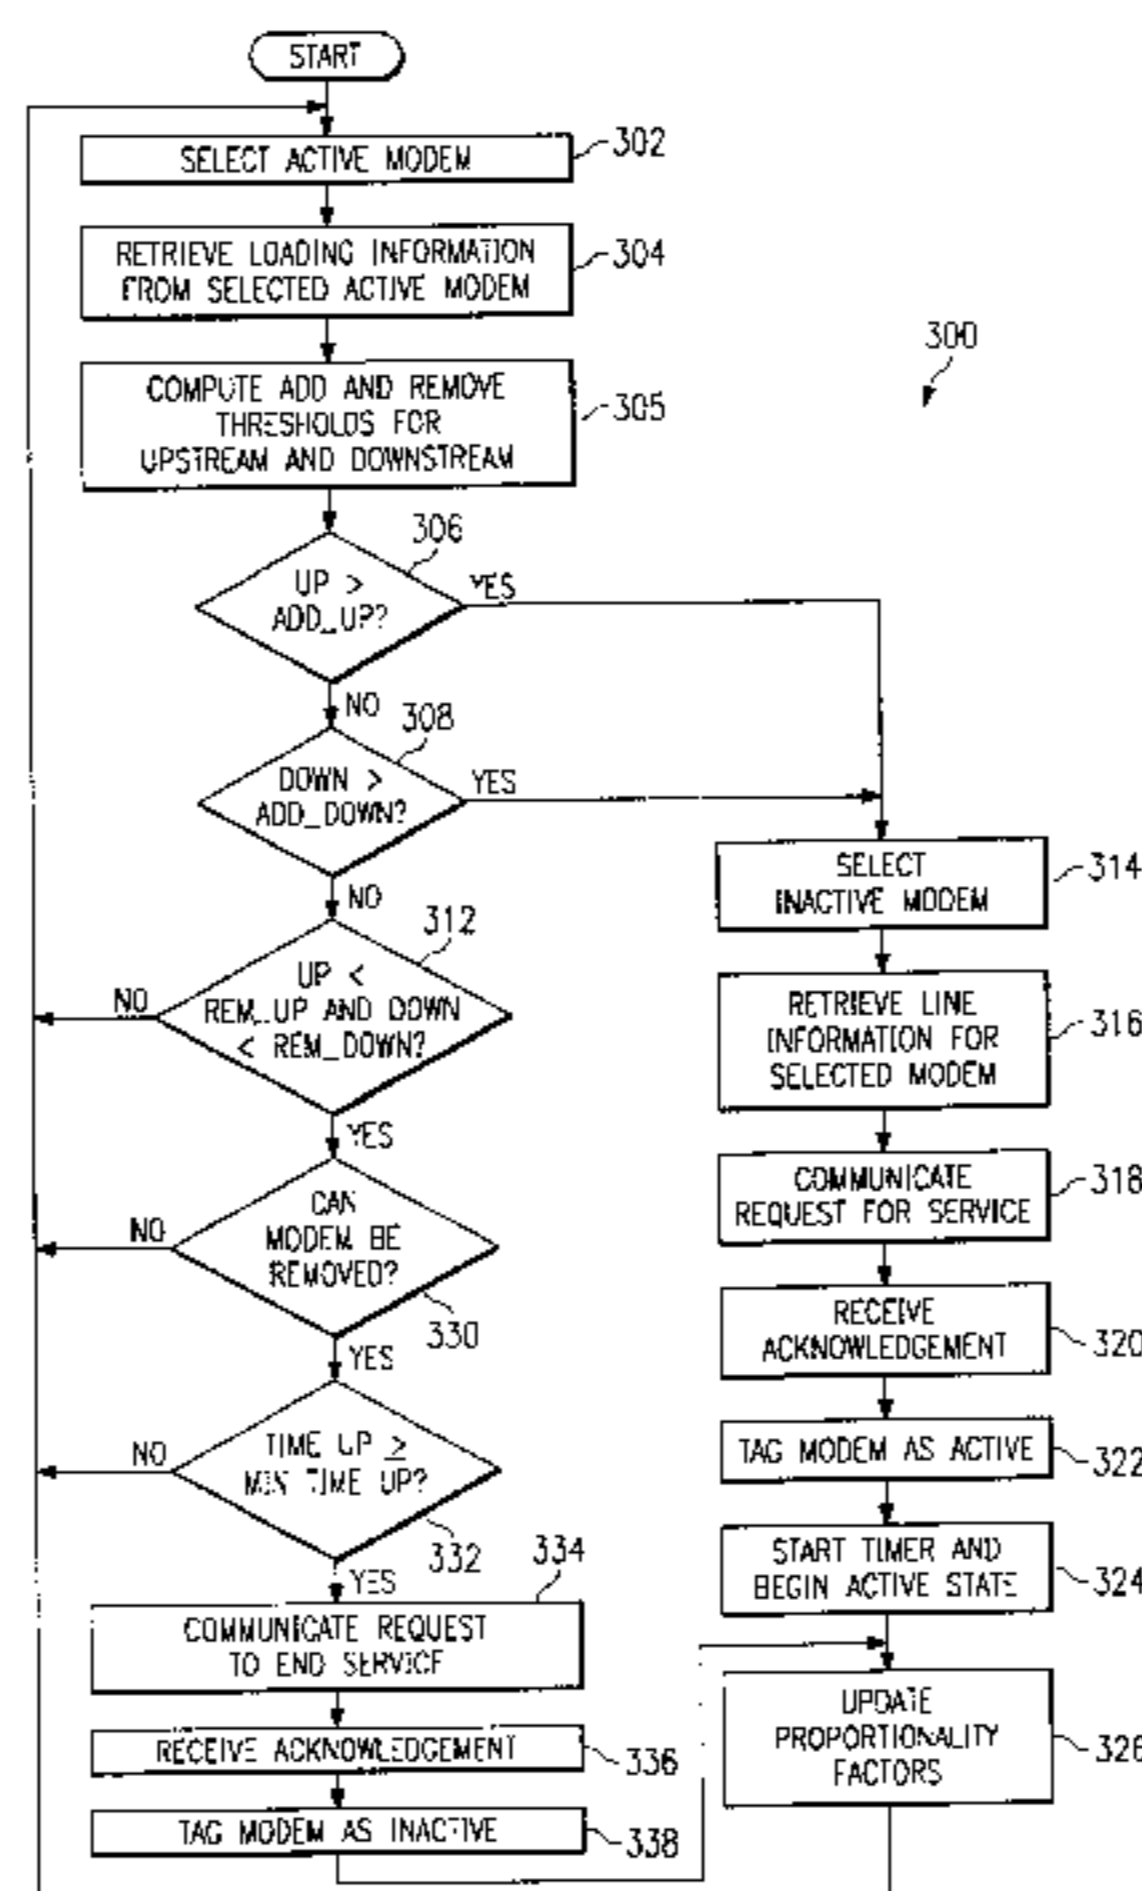 START
SELECT ACTIVE MODEM
302
RETRIEVE LOADING INFORMATION
FROM SELECTED ACTIVE MODEM
304
300
COMPUTE ADD AND REMOVE
THRESHOLDS FOR
UPSTREAM AND DOWNSTREAM
305
306
UP >
ADD_UP?
YES
NO
308
DOWN >
ADD_DOWN?
YES
NO
312
UP <
REM_UP AND DOWN
< REM_DOWN?
NO
YES
CAN
MODEM BE
REMOVED?
NO
330
YES
TIME UP ≥
MIN TIME UP?
NO
332
YES
334
COMMUNICATE REQUEST
TO END SERVICE
RECEIVE ACKNOWLEDGEMENT
336
TAG MODEM AS INACTIVE
338
SELECT
INACTIVE MODEM
314
RETRIEVE LINE
INFORMATION FOR
SELECTED MODEM
316
COMMUNICATE
REQUEST FOR SERVICE
318
RECEIVE
ACKNOWLEDGEMENT
320
TAG MODEM AS ACTIVE
322
START TIMER AND
BEGIN ACTIVE STATE
324
UPDATE
PROPORTIONALITY
FACTORS
326